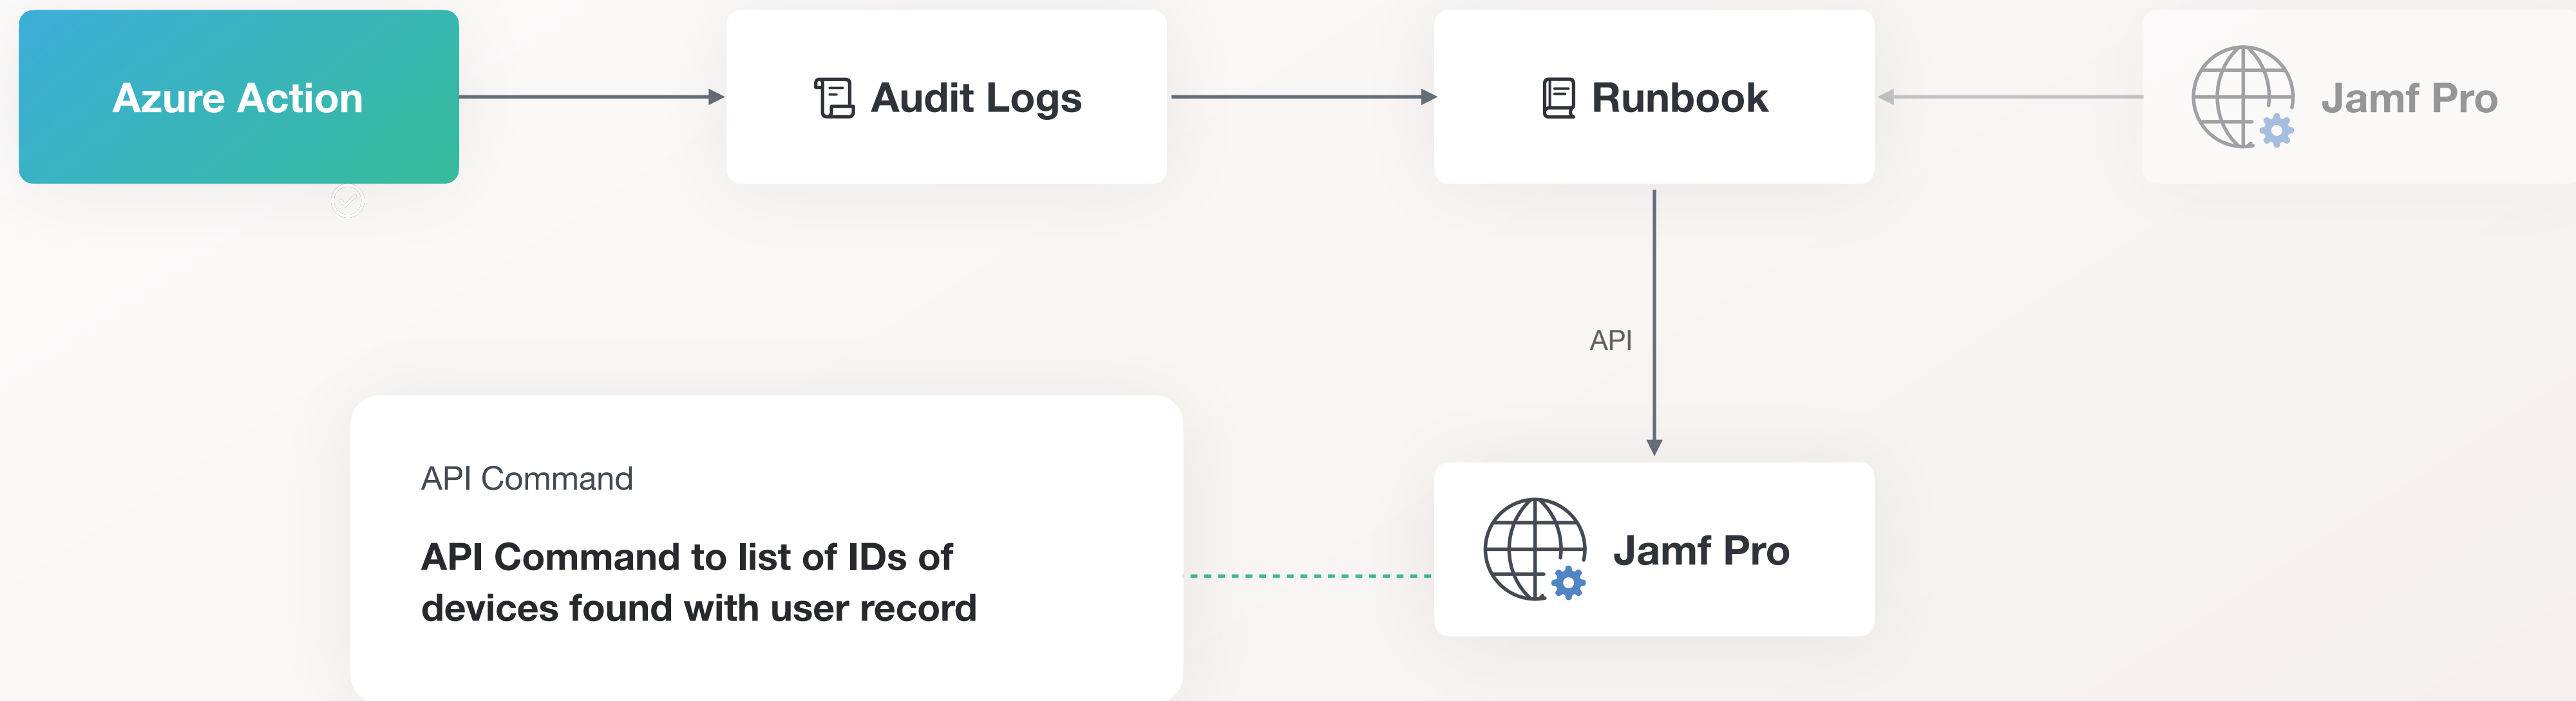 Azure Action
Audit Logs
Runbook
Jamf Pro
API
API Command
API Command to list of IDs of
devices found with user record
Jamf Pro